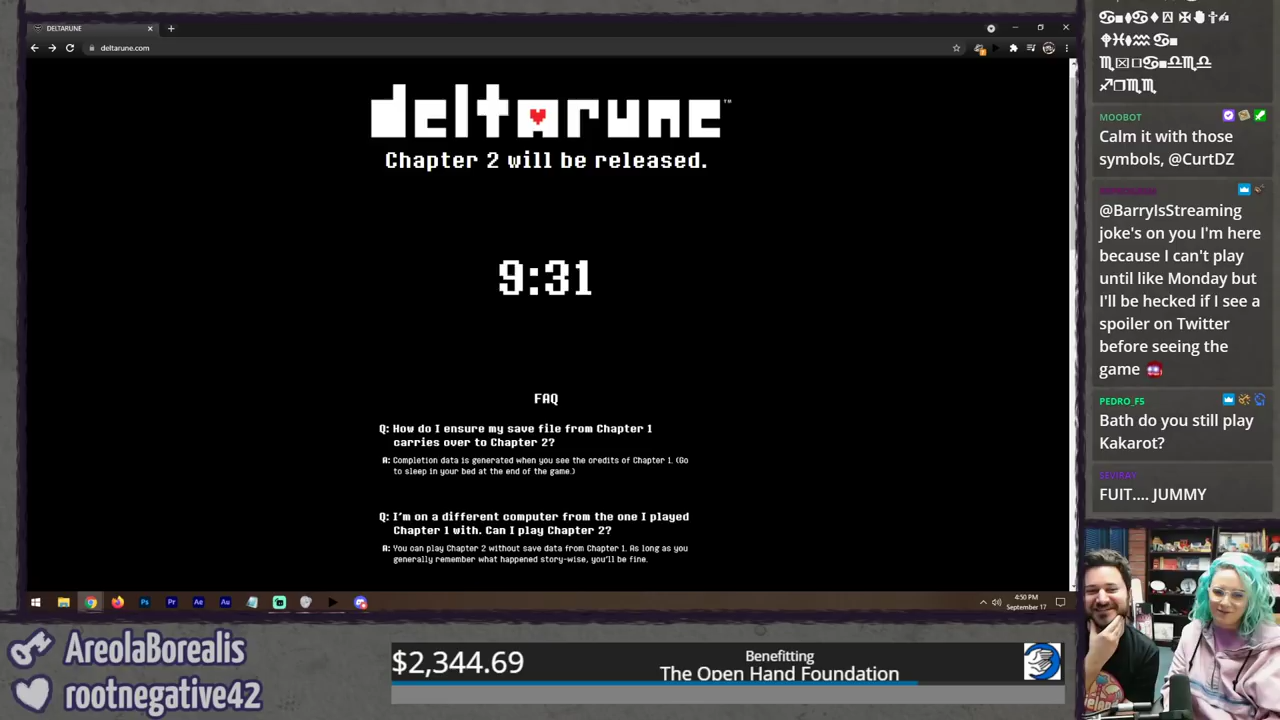 DELTARUNE
deltarune.com
deltarune™
Chapter 2 will be released.
9:31
FAQ
Q: How do I ensure my save file from Chapter 1
carries over to Chapter 2?
A: Completion data is generated when you see the credits of Chapter 1. (Go
to sleep in your bed at the end of the game.)
Q: I'm on a different computer from the one I played
Chapter 1 with. Can I play Chapter 2?
A: You can play Chapter 2 without save data from Chapter 1. As long as you
generally remember what happened story-wise, you'll be fine.
Ps
Pr
Ae
Au
4:50 PM
September 17
MOOBOT
Calm it with those
symbols, @CurtDZ
@BarryIsStreaming
joke's on you I'm here
because I can't play
until like Monday but
I'll be hecked if I see a
spoiler on Twitter
before seeing the
game
PEDRO_F5
Bath do you still play
Kakarot?
SEVIRAY
FUIT.... JUMMY
AreolaBorealis
rootnegative42
$2,344.69
Benefitting
The Open Hand Foundation